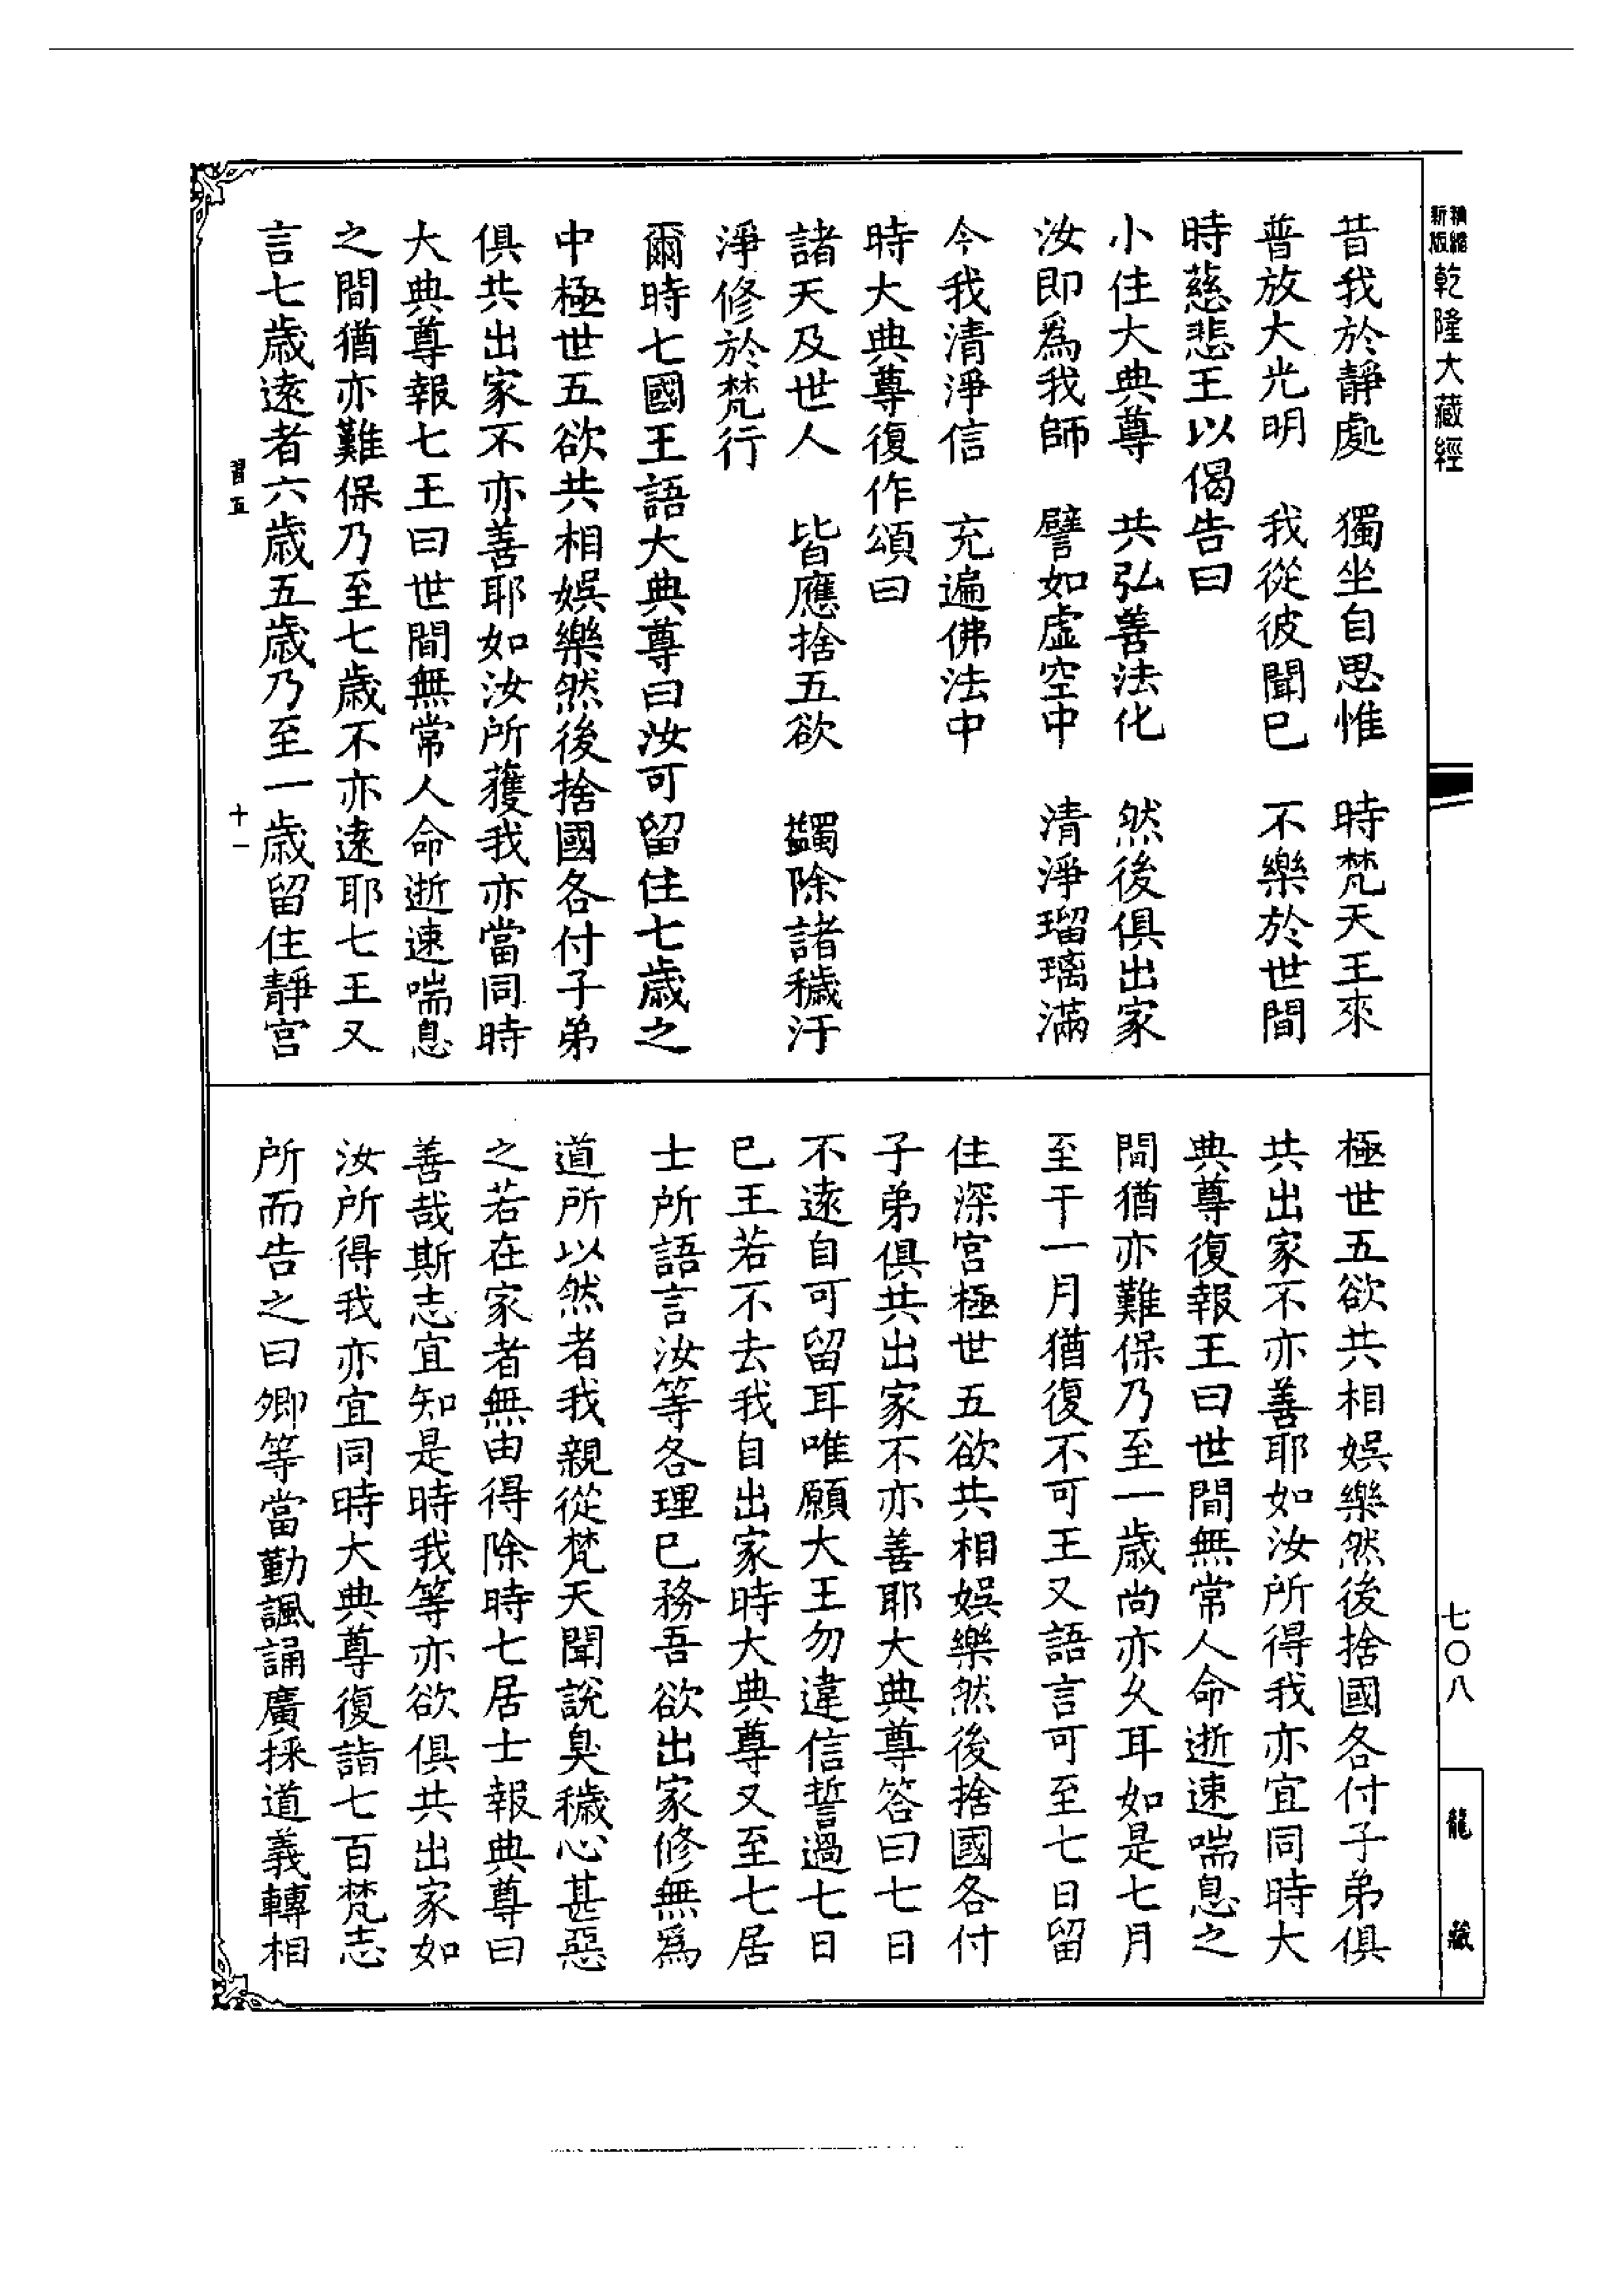 新版精縮乾隆大藏經
昔我於靜處　獨坐自思惟　時梵天王來
普放大光明　我從彼聞已　不樂於世間
時慈悲王以偈告曰
小住大典尊　共弘善法化　然後俱出家
汝即爲我師　譬如虛空中　清淨瑠璃滿
今我清淨信　充遍佛法中
時大典尊復作頌曰
諸天及世人　皆應捨五欲　蠲除諸穢汙
淨修於梵行
爾時七國王語大典尊曰汝可留住七歲之
中極世五欲共相娛樂然後捨國各付子弟
俱共出家不亦善耶如汝所獲我亦當同時
大典尊報七王曰世間無常人命逝速喘息
之間猶亦難保乃至七歲不亦遠耶七王又
言七歲遠者六歲五歲乃至一歲留住靜宮
習五
十一
極世五欲共相娛樂然後捨國各付子弟俱
共出家不亦善耶如汝所得我亦宜同時大
典尊復報王曰世間無常人命逝速喘息之
間猶亦難保乃至一歲尚亦久耳如是七月
至于一月猶復不可王又語言可至七日留
住深宮極世五欲共相娛樂然後捨國各付
子弟俱共出家不亦善耶大典尊答曰七日
不遠自可留耳唯願大王勿違信誓過七日
已王若不去我自出家時大典尊又至七居
士所語言汝等各理已務吾欲出家修無爲
道所以然者我親從梵天聞說臭穢心甚惡
之若在家者無由得除時七居士報典尊曰
善哉斯志宜知是時我等亦欲俱共出家如
汝所得我亦宜同時大典尊復詣七百梵志
所而告之曰卿等當勤諷誦廣採道義轉相
七〇八
龍藏